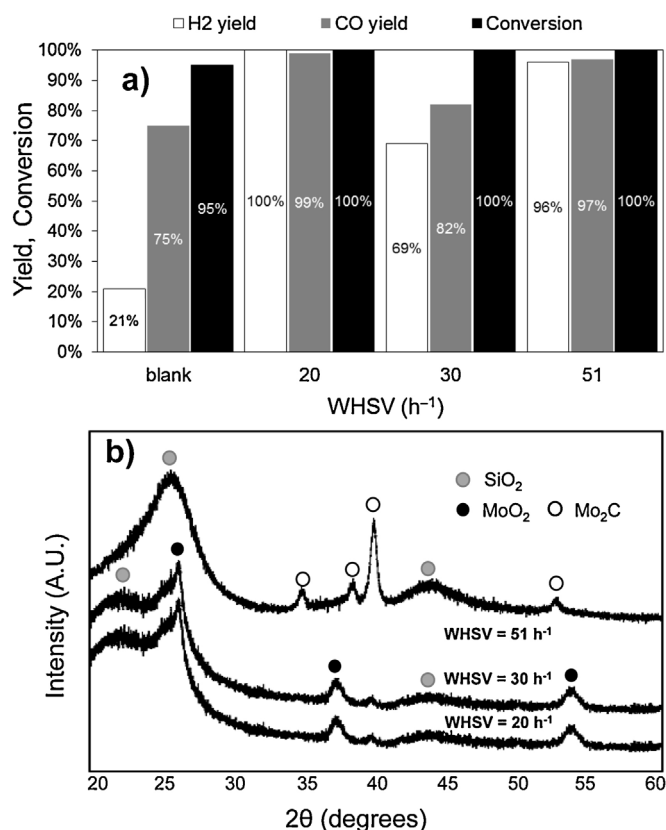 H2 yield CO yield Conversion
a)
100%
90%
80%
70%
60%
50%
40%
30%
20%
10%
0%
Yield, Conversion
21% 75% 95% 100% 99% 100% 69% 82% 100% 96% 97% 100%
blank 20 30 51
WHSV (h⁻¹)
b)
SiO₂
MoO₂ Mo₂C
Intensity (A.U.)
WHSV = 51 h⁻¹
WHSV = 30 h⁻¹
WHSV = 20 h⁻¹
20 25 30 35 40 45 50 55 60
2θ (degrees)